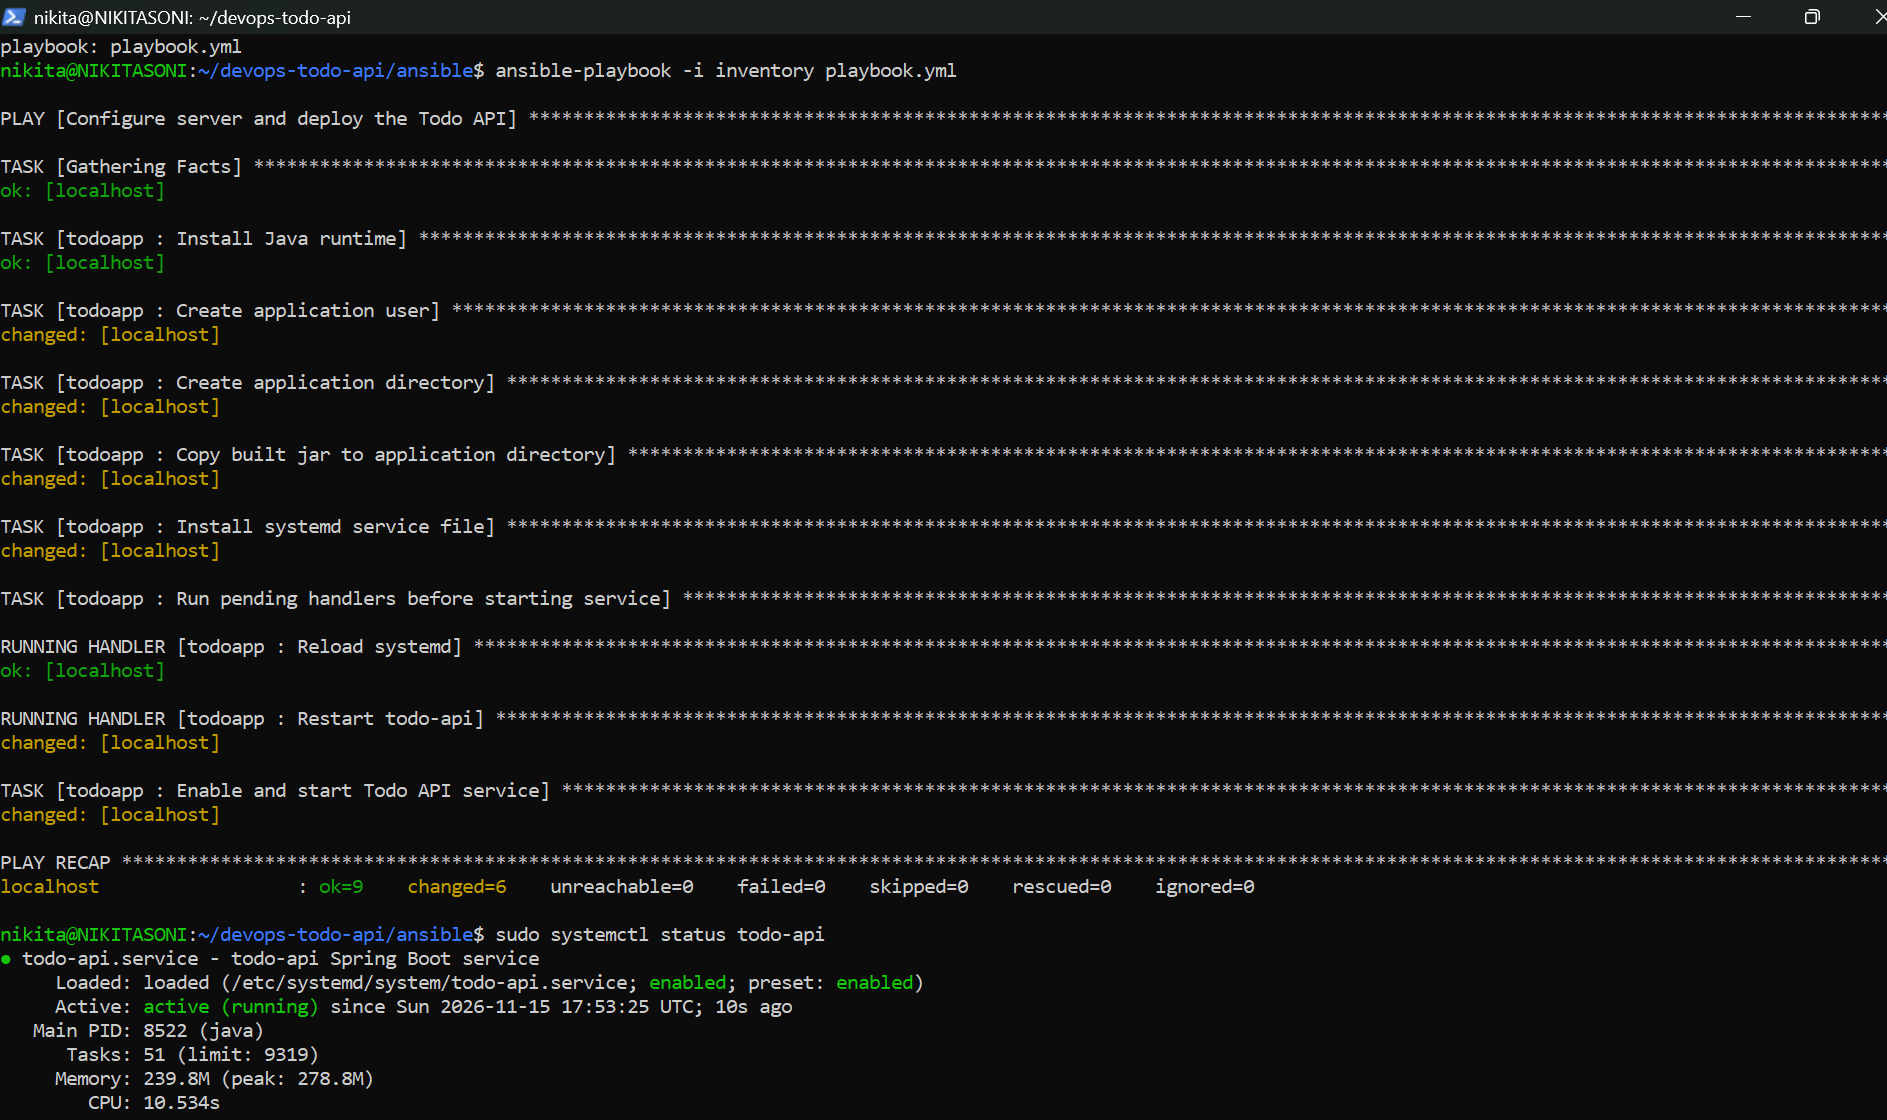 nikita@NIKITASONI: ~/devops-todo-api
playbook: playbook.yml
nikita@NIKITASONI:~/devops-todo-api/ansible$ ansible-playbook -i inventory playbook.yml
PLAY [Configure server and deploy the Todo API] ****************************************************************************************************************************
TASK [Gathering Facts] *****************************************************************************************************************************************************
ok: [localhost]
TASK [todoapp : Install Java runtime] **************************************************************************************************************************************
ok: [localhost]
TASK [todoapp : Create application user] ***********************************************************************************************************************************
changed: [localhost]
TASK [todoapp : Create application directory] ******************************************************************************************************************************
changed: [localhost]
TASK [todoapp : Copy built jar to application directory] *******************************************************************************************************************
changed: [localhost]
TASK [todoapp : Install systemd service file] ******************************************************************************************************************************
changed: [localhost]
TASK [todoapp : Run pending handlers before starting service] **************************************************************************************************************
RUNNING HANDLER [todoapp : Reload systemd] *********************************************************************************************************************************
ok: [localhost]
RUNNING HANDLER [todoapp : Restart todo-api] *******************************************************************************************************************************
changed: [localhost]
TASK [todoapp : Enable and start Todo API service] *************************************************************************************************************************
changed: [localhost]
PLAY RECAP *****************************************************************************************************************************************************************
localhost                  : ok=9    changed=6    unreachable=0    failed=0    skipped=0    rescued=0    ignored=0
nikita@NIKITASONI:~/devops-todo-api/ansible$ sudo systemctl status todo-api
● todo-api.service - todo-api Spring Boot service
Loaded: loaded (/etc/systemd/system/todo-api.service; enabled; preset: enabled)
Active: active (running) since Sun 2026-11-15 17:53:25 UTC; 10s ago
Main PID: 8522 (java)
Tasks: 51 (limit: 9319)
Memory: 239.8M (peak: 278.8M)
CPU: 10.534s